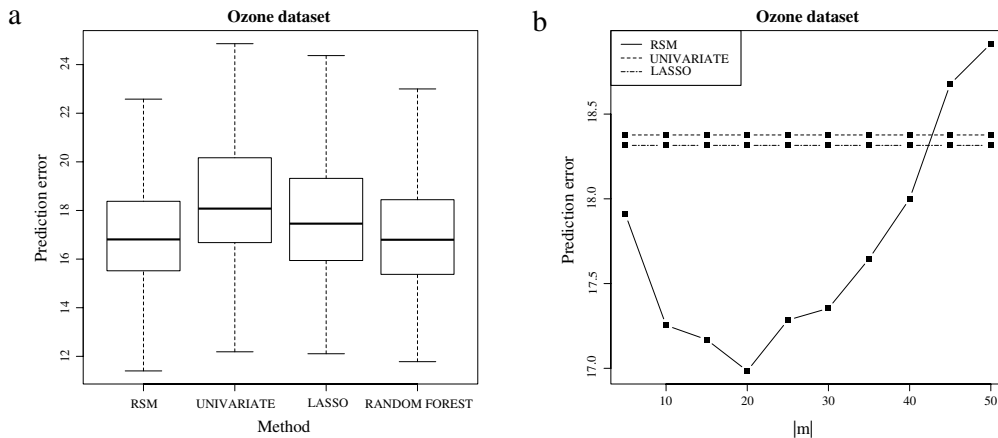 a
Ozone dataset
Prediction error
24
22
20
18
16
14
12
RSM
UNIVARIATE
LASSO
RANDOM FOREST
Method
b
Ozone dataset
RSM
UNIVARIATE
LASSO
Prediction error
18.5
18.0
17.5
17.0
10
20
30
40
50
|m|